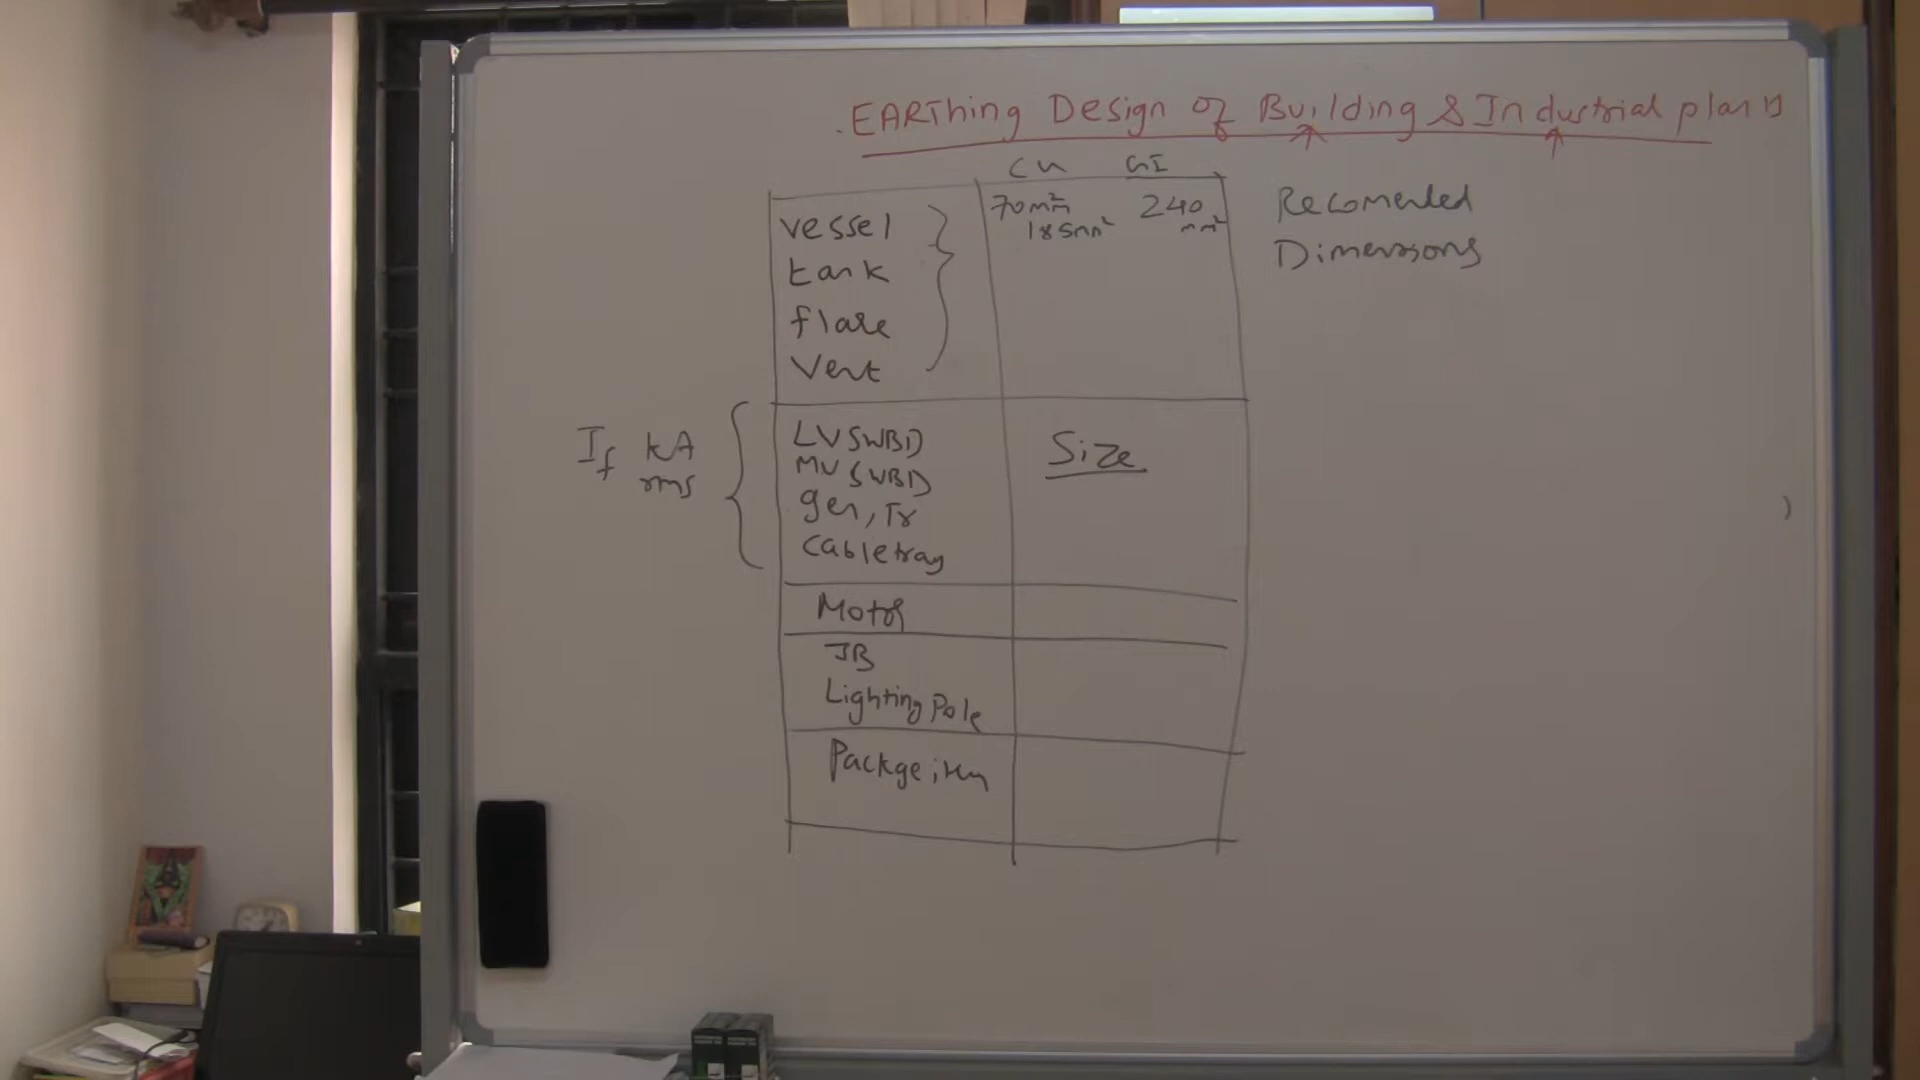 EARThing Design of Building & Industrial plants
Cu GI
vessel 70mm² 240
185mm² mm²
tank
flare
Vent
Recomended
Dimensions
If kA
rms
LV SWBD
MV SWBD
gen, Tr
Cabletray
Size
Motor
JB
Lighting Pole
Packge item